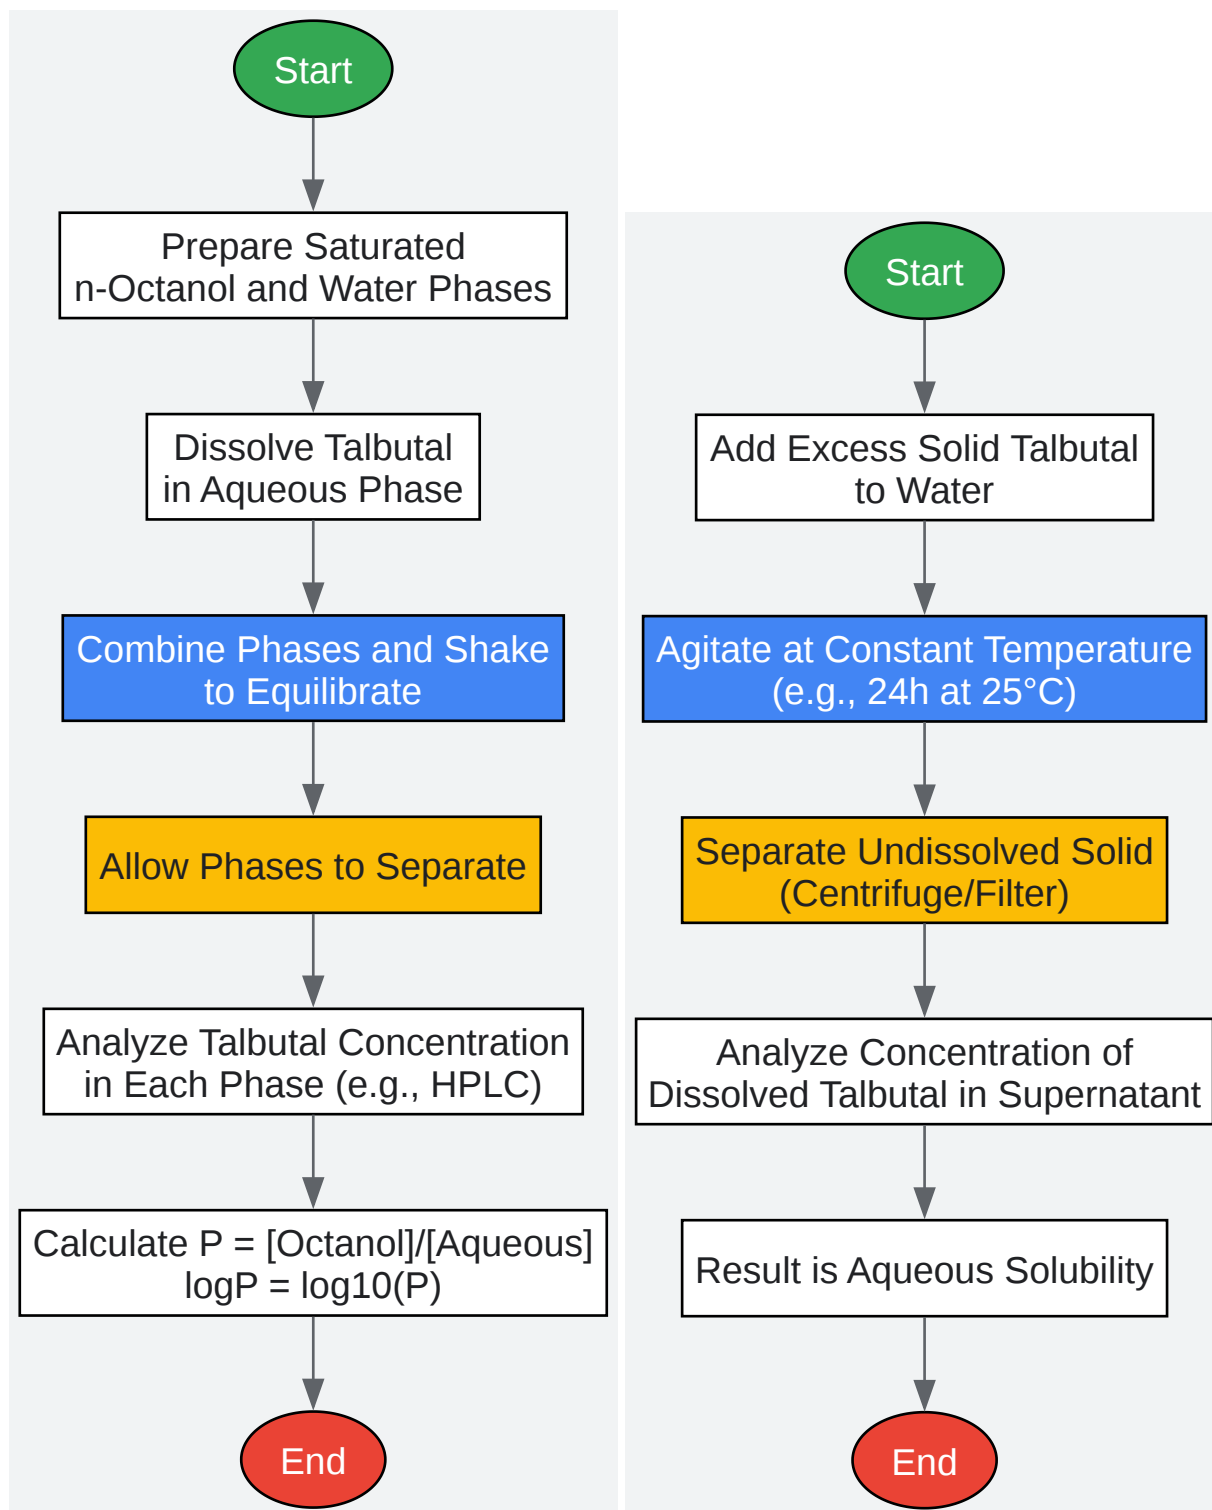 Start
Prepare Saturated
n-Octanol and Water Phases
Dissolve Talbutal
in Aqueous Phase
Combine Phases and Shake
to Equilibrate
Allow Phases to Separate
Analyze Talbutal Concentration
in Each Phase (e.g., HPLC)
Calculate P = [Octanol]/[Aqueous]
logP = log10(P)
End
Start
Add Excess Solid Talbutal
to Water
Agitate at Constant Temperature
(e.g., 24h at 25°C)
Separate Undissolved Solid
(Centrifuge/Filter)
Analyze Concentration of
Dissolved Talbutal in Supernatant
Result is Aqueous Solubility
End